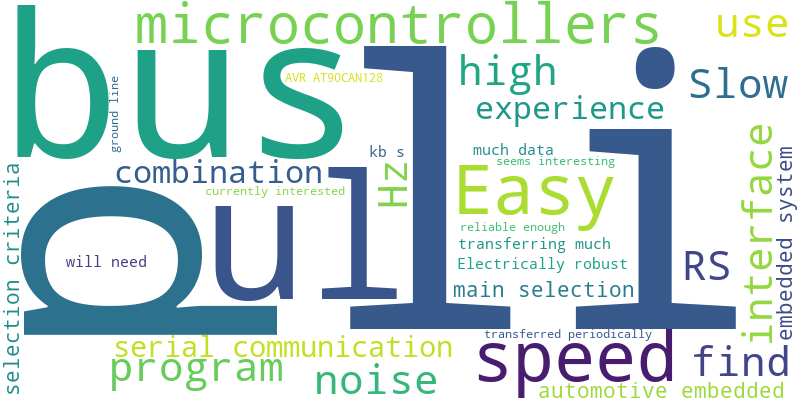 bus
microcontrollers
use
li
high
Slow
experience
AVR AT90CAN128
ground line
combination
kb s
much data
seems interesting
currently interested
Hz
Easy
p
ul
selection criteria
will need
reliable enough
transferring much
Electrically robust
RS
main selection
interface
embedded system
transferred periodically
serial communication
program
noise
speed
find
automotive embedded